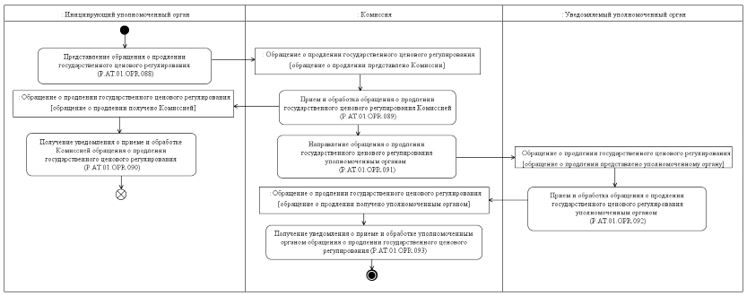 : Инициирующий уполномоченный орган
: Комиссия
: Уведомляемый уполномоченный орган
Представление обращения о продлении
государственного ценового регулирования
(P.AT.01.OPR.088)
: Обращение о продлении государственного ценового регулирования
[обращение о продлении представлено Комиссии]
: Обращение о продлении государственного ценового регулирования
[обращение о продлении получено Комиссией]
Прием и обработка обращения о продлении
государственного ценового регулирования Комиссией
(P.AT.01.OPR.089)
Получение уведомления о приеме и обработке
Комиссией обращения о продлении
государственного ценового регулирования
(P.AT.01.OPR.090)
Направление обращения о продлении
государственного ценового регулирования
уполномоченным органам
(P.AT.01.OPR.091)
: Обращение о продлении государственного ценового регулирования
[обращение о продлении представлено уполномоченному органу]
: Обращение о продлении государственного ценового регулирования
[обращение о продлении получено уполномоченным органом]
Прием и обработка обращения о продлении
государственного ценового регулирования
уполномоченным органом
(P.AT.01.OPR.092)
Получение уведомления о приеме и обработке уполномоченным
органом обращения о продлении государственного ценового
регулирования (P.AT.01.OPR.093)